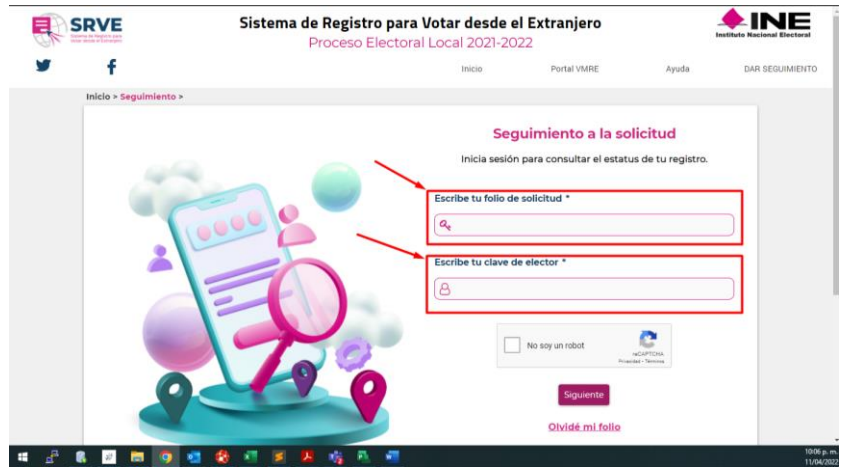 SRVE
Sistema de Registro para
Votar desde el Extranjero
Sistema de Registro para Votar desde el Extranjero
Proceso Electoral Local 2021-2022
INE
Instituto Nacional Electoral
Inicio
Portal VMRE
Ayuda
DAR SEGUIMIENTO
Inicio > Seguimiento >
Seguimiento a la solicitud
Inicia sesión para consultar el estatus de tu registro.
Escribe tu folio de solicitud *
Escribe tu clave de elector *
No soy un robot
reCAPTCHA
Privacidad - Términos
Siguiente
Olvidé mi folio
10:06 p. m.
11/04/2022